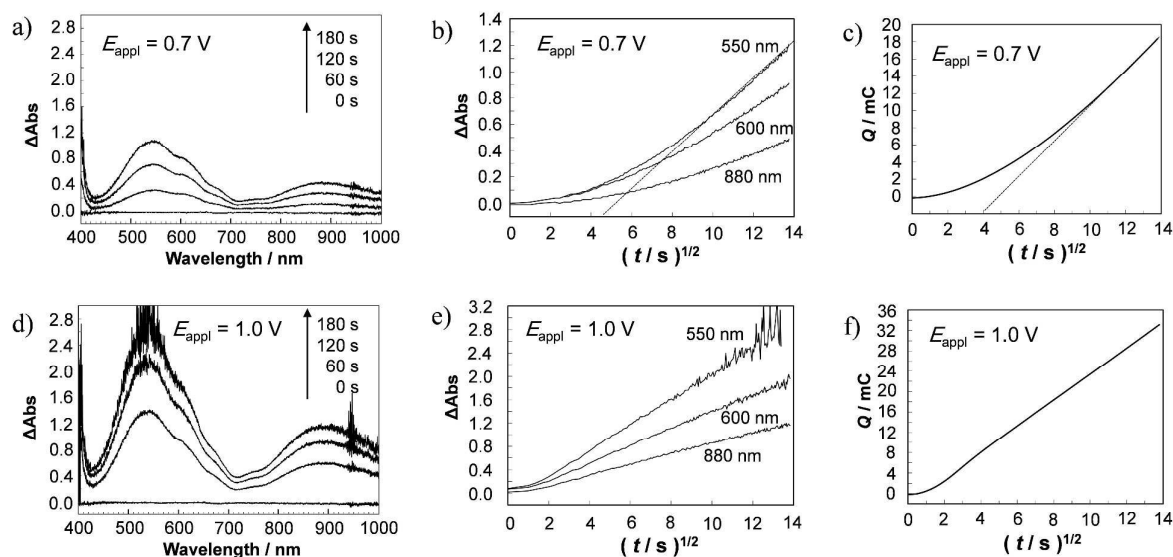 a)
E_appl = 0.7 V
180 s
120 s
60 s
0 s
ΔAbs
2.8
2.4
2.0
1.6
1.2
0.8
0.4
0.0
400 500 600 700 800 900 1000
Wavelength / nm
b)
E_appl = 0.7 V
550 nm
600 nm
880 nm
ΔAbs
1.4
1.2
1.0
0.8
0.6
0.4
0.2
0.0
0 2 4 6 8 10 12 14
( t / s )^1/2
c)
E_appl = 0.7 V
Q / mC
20
18
16
14
12
10
8
6
4
2
0
0 2 4 6 8 10 12 14
( t / s )^1/2
d)
E_appl = 1.0 V
180 s
120 s
60 s
0 s
ΔAbs
2.8
2.4
2.0
1.6
1.2
0.8
0.4
0.0
400 500 600 700 800 900 1000
Wavelength / nm
e)
E_appl = 1.0 V
550 nm
600 nm
880 nm
ΔAbs
3.2
2.8
2.4
2.0
1.6
1.2
0.8
0.4
0.0
0 2 4 6 8 10 12 14
( t / s )^1/2
f)
E_appl = 1.0 V
Q / mC
36
32
28
24
20
16
12
8
4
0
0 2 4 6 8 10 12 14
( t / s )^1/2